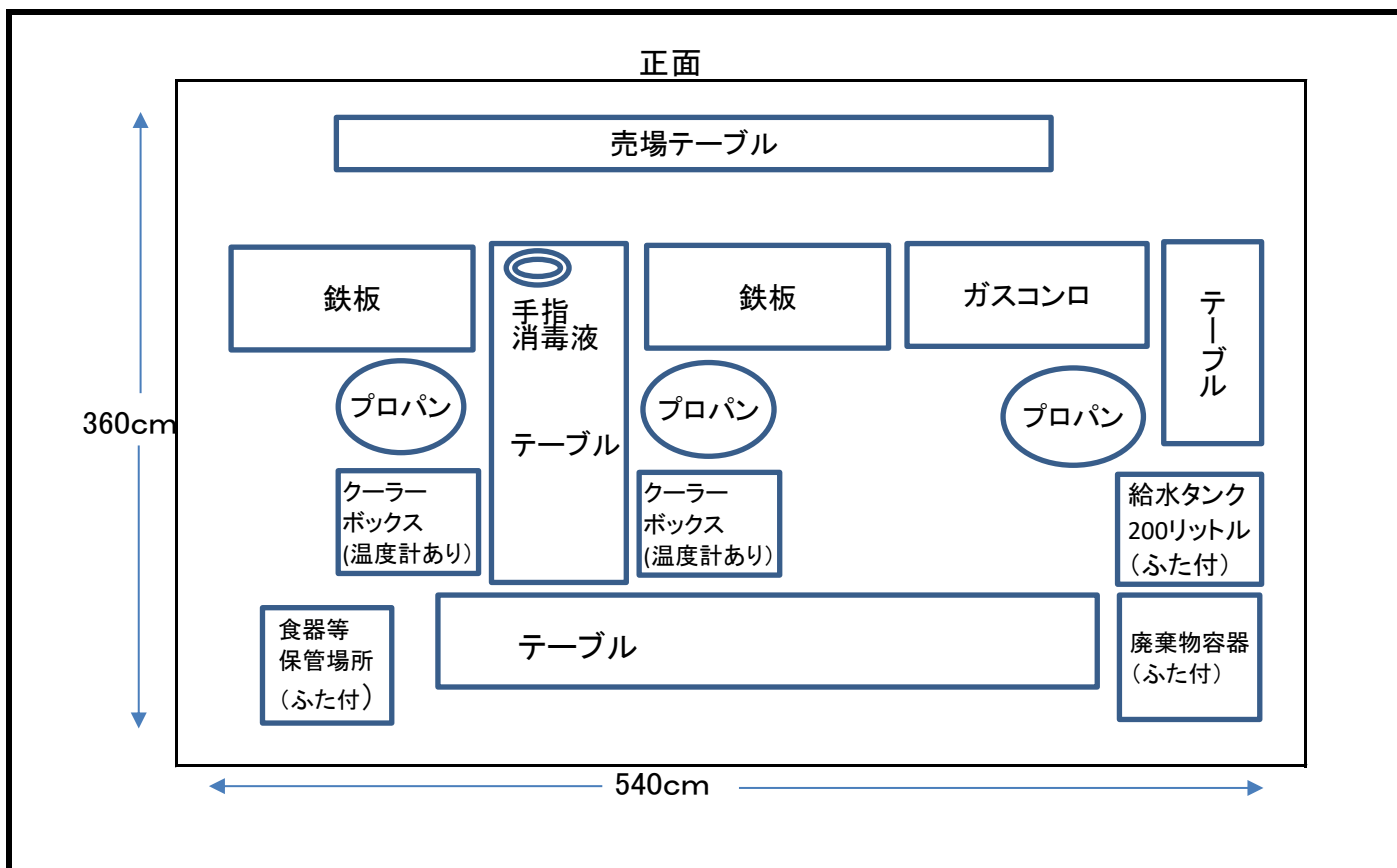 正面
売場テーブル
鉄板
手指
消毒液
テーブル
鉄板
ガスコンロ
テーブル
プロパン
プロパン
プロパン
360cm
クーラー
ボックス
(温度計あり)
クーラー
ボックス
(温度計あり)
給水タンク
200リットル
（ふた付）
食器等
保管場所
（ふた付）
テーブル
廃棄物容器
（ふた付）
540cm